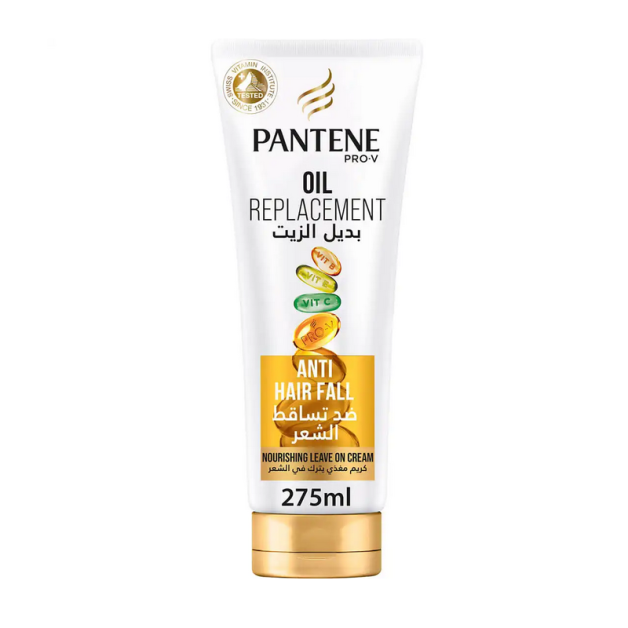 SWISS VITAMIN INSTITUTE
TESTED
SINCE 1931
PANTENE
PRO-V
OIL
REPLACEMENT
بديل الزيت
VIT B
VIT E
VIT C
PRO-V
ANTI
HAIR FALL
ضد تساقط
الشعر
NOURISHING LEAVE ON CREAM
كريم مغذي يترك في الشعر
275ml